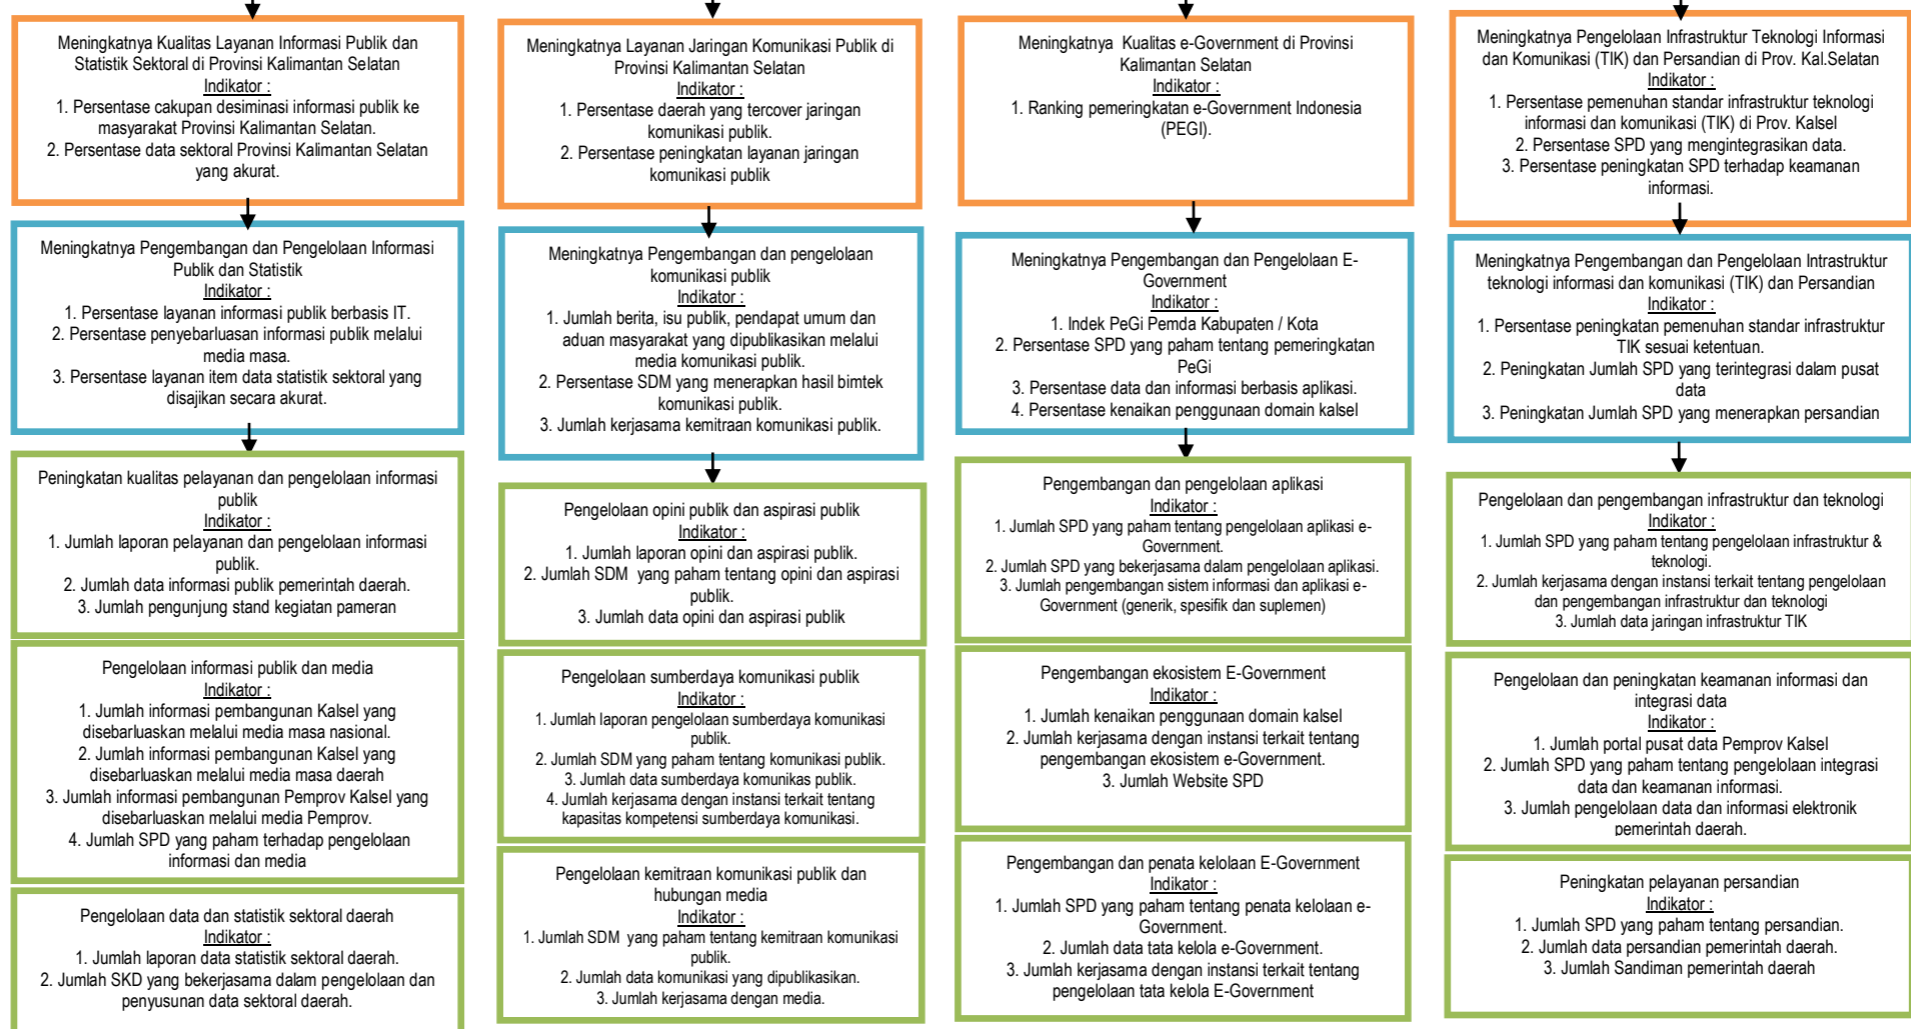 Meningkatnya Kualitas Layanan Informasi Publik dan
Statistik Sektoral di Provinsi Kalimantan Selatan
Indikator :
1. Persentase cakupan desiminasi informasi publik ke
masyarakat Provinsi Kalimantan Selatan.
2. Persentase data sektoral Provinsi Kalimantan Selatan
yang akurat.
Meningkatnya Pengembangan dan Pengelolaan Informasi
Publik dan Statistik
Indikator :
1. Persentase layanan informasi publik berbasis IT.
2. Persentase penyebarluasan informasi publik melalui
media masa.
3. Persentase layanan item data statistik sektoral yang
disajikan secara akurat.
Peningkatan kualitas pelayanan dan pengelolaan informasi
publik
Indikator :
1. Jumlah laporan pelayanan dan pengelolaan informasi
publik.
2. Jumlah data informasi publik pemerintah daerah.
3. Jumlah pengunjung stand kegiatan pameran
Pengelolaan informasi publik dan media
Indikator :
1. Jumlah informasi pembangunan Kalsel yang
disebarluaskan melalui media masa nasional.
2. Jumlah informasi pembangunan Kalsel yang
disebarluaskan melalui media masa daerah
3. Jumlah informasi pembangunan Pemprov Kalsel yang
disebarluaskan melalui media Pemprov.
4. Jumlah SPD yang paham terhadap pengelolaan
informasi dan media
Pengelolaan data dan statistik sektoral daerah
Indikator :
1. Jumlah laporan data statistik sektoral daerah.
2. Jumlah SKD yang bekerjasama dalam pengelolaan dan
penyusunan data sektoral daerah.
Meningkatnya Layanan Jaringan Komunikasi Publik di
Provinsi Kalimantan Selatan
Indikator :
1. Persentase daerah yang tercover jaringan
komunikasi publik.
2. Persentase peningkatan layanan jaringan
komunikasi publik
Meningkatnya Pengembangan dan pengelolaan
komunikasi publik
Indikator :
1. Jumlah berita, isu publik, pendapat umum dan
aduan masyarakat yang dipublikasikan melalui
media komunikasi publik.
2. Persentase SDM yang menerapkan hasil bimtek
komunikasi publik.
3. Jumlah kerjasama kemitraan komunikasi publik.
Pengelolaan opini publik dan aspirasi publik
Indikator :
1. Jumlah laporan opini dan aspirasi publik.
2. Jumlah SDM yang paham tentang opini dan aspirasi
publik.
3. Jumlah data opini dan aspirasi publik
Pengelolaan sumberdaya komunikasi publik
Indikator :
1. Jumlah laporan pengelolaan sumberdaya komunikasi
publik.
2. Jumlah SDM yang paham tentang komunikasi publik.
3. Jumlah data sumberdaya komunikas publik.
4. Jumlah kerjasama dengan instansi terkait tentang
kapasitas kompetensi sumberdaya komunikasi.
Pengelolaan kemitraan komunikasi publik dan
hubungan media
Indikator :
1. Jumlah SDM yang paham tentang kemitraan komunikasi
publik.
2. Jumlah data komunikasi yang dipublikasikan.
3. Jumlah kerjasama dengan media.
Meningkatnya Kualitas e-Government di Provinsi
Kalimantan Selatan
Indikator :
1. Ranking pemeringkatan e-Government Indonesia
(PEGI).
Meningkatnya Pengembangan dan Pengelolaan E-
Government
Indikator :
1. Indek PeGi Pemda Kabupaten / Kota
2. Persentase SPD yang paham tentang pemeringkatan
PeGi
3. Persentase data dan informasi berbasis aplikasi.
4. Persentase kenaikan penggunaan domain kalsel
Pengembangan dan pengelolaan aplikasi
Indikator :
1. Jumlah SPD yang paham tentang pengelolaan aplikasi e-
Government.
2. Jumlah SPD yang bekerjasama dalam pengelolaan aplikasi.
3. Jumlah pengembangan sistem informasi dan aplikasi e-
Government (generik, spesifik dan suplemen)
Pengembangan ekosistem E-Government
Indikator :
1. Jumlah kenaikan penggunaan domain kalsel
2. Jumlah kerjasama dengan instansi terkait tentang
pengembangan ekosistem e-Government.
3. Jumlah Website SPD
Pengembangan dan penata kelolaan E-Government
Indikator :
1. Jumlah SPD yang paham tentang penata kelolaan e-
Government.
2. Jumlah data tata kelola e-Government.
3. Jumlah kerjasama dengan instansi terkait tentang
pengelolaan tata kelola E-Government
Meningkatnya Pengelolaan Infrastruktur Teknologi Informasi
dan Komunikasi (TIK) dan Persandian di Prov. Kal.Selatan
Indikator :
1. Persentase pemenuhan standar infrastruktur teknologi
informasi dan komunikasi (TIK) di Prov. Kalsel
2. Persentase SPD yang mengintegrasikan data.
3. Persentase peningkatan SPD terhadap keamanan
informasi.
Meningkatnya Pengembangan dan Pengelolaan Intrastruktur
teknologi informasi dan komunikasi (TIK) dan Persandian
Indikator :
1. Persentase peningkatan pemenuhan standar infrastruktur
TIK sesuai ketentuan.
2. Peningkatan Jumlah SPD yang terintegrasi dalam pusat
data
3. Peningkatan Jumlah SPD yang menerapkan persandian
Pengelolaan dan pengembangan infrastruktur dan teknologi
Indikator :
1. Jumlah SPD yang paham tentang pengelolaan infrastruktur &
teknologi.
2. Jumlah kerjasama dengan instansi terkait tentang pengelolaan
dan pengembangan infrastruktur dan teknologi
3. Jumlah data jaringan infrastruktur TIK
Pengelolaan dan peningkatan keamanan informasi dan
integrasi data
Indikator :
1. Jumlah portal pusat data Pemprov Kalsel
2. Jumlah SPD yang paham tentang pengelolaan integrasi
data dan keamanan informasi.
3. Jumlah pengelolaan data dan informasi elektronik
pemerintah daerah.
Peningkatan pelayanan persandian
Indikator :
1. Jumlah SPD yang paham tentang persandian.
2. Jumlah data persandian pemerintah daerah.
3. Jumlah Sandiman pemerintah daerah